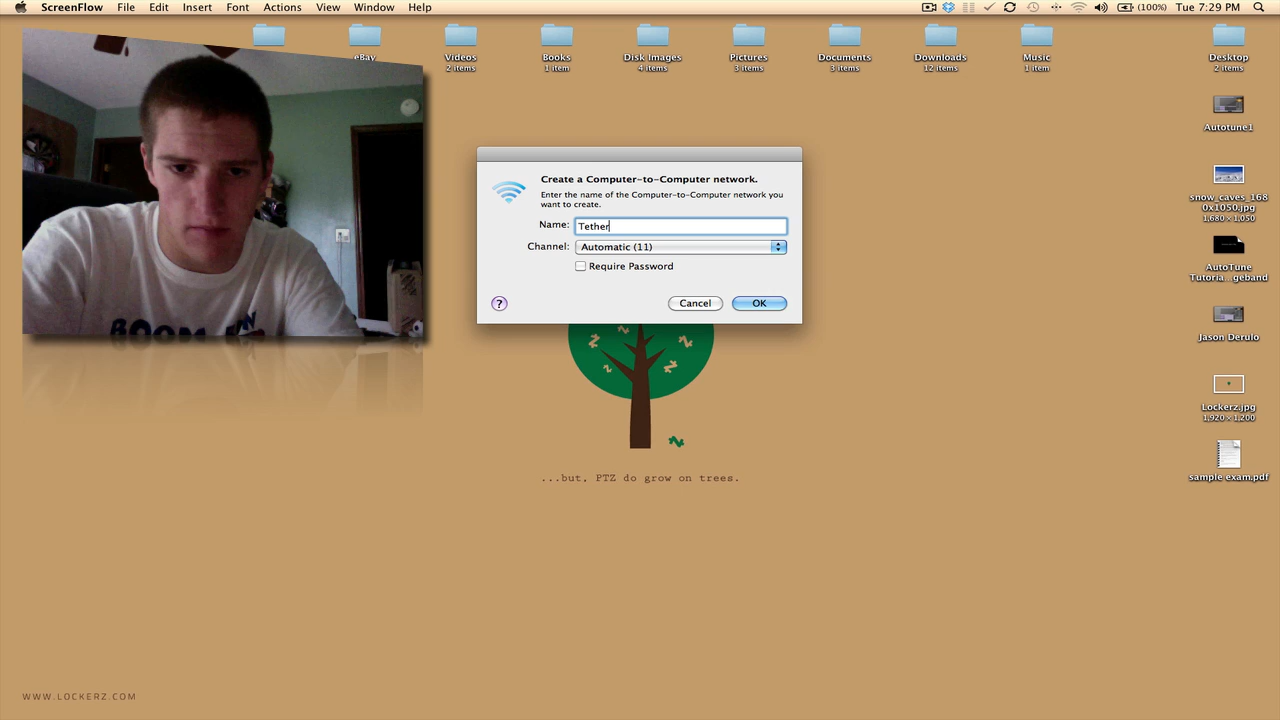 ScreenFlow File Edit Insert Font Actions View Window Help (100%) Tue 7:29 PM
eBay
Videos
2 items
Books
1 item
Disk Images
4 items
Pictures
3 items
Documents
3 items
Downloads
12 items
Music
1 item
Desktop
2 items
Autotune1
snow_caves_168
0x1050.jpg
1,680 × 1,050
AutoTune
Tutoria...geband
Jason Derulo
Lockerz.jpg
1,920 × 1,200
sample exam.pdf
Create a Computer-to-Computer network.
Enter the name of the Computer-to-Computer network you
want to create.
Name: Tether
Channel: Automatic (11)
Require Password
? Cancel OK
...but, PTZ do grow on trees.
WWW.LOCKERZ.COM